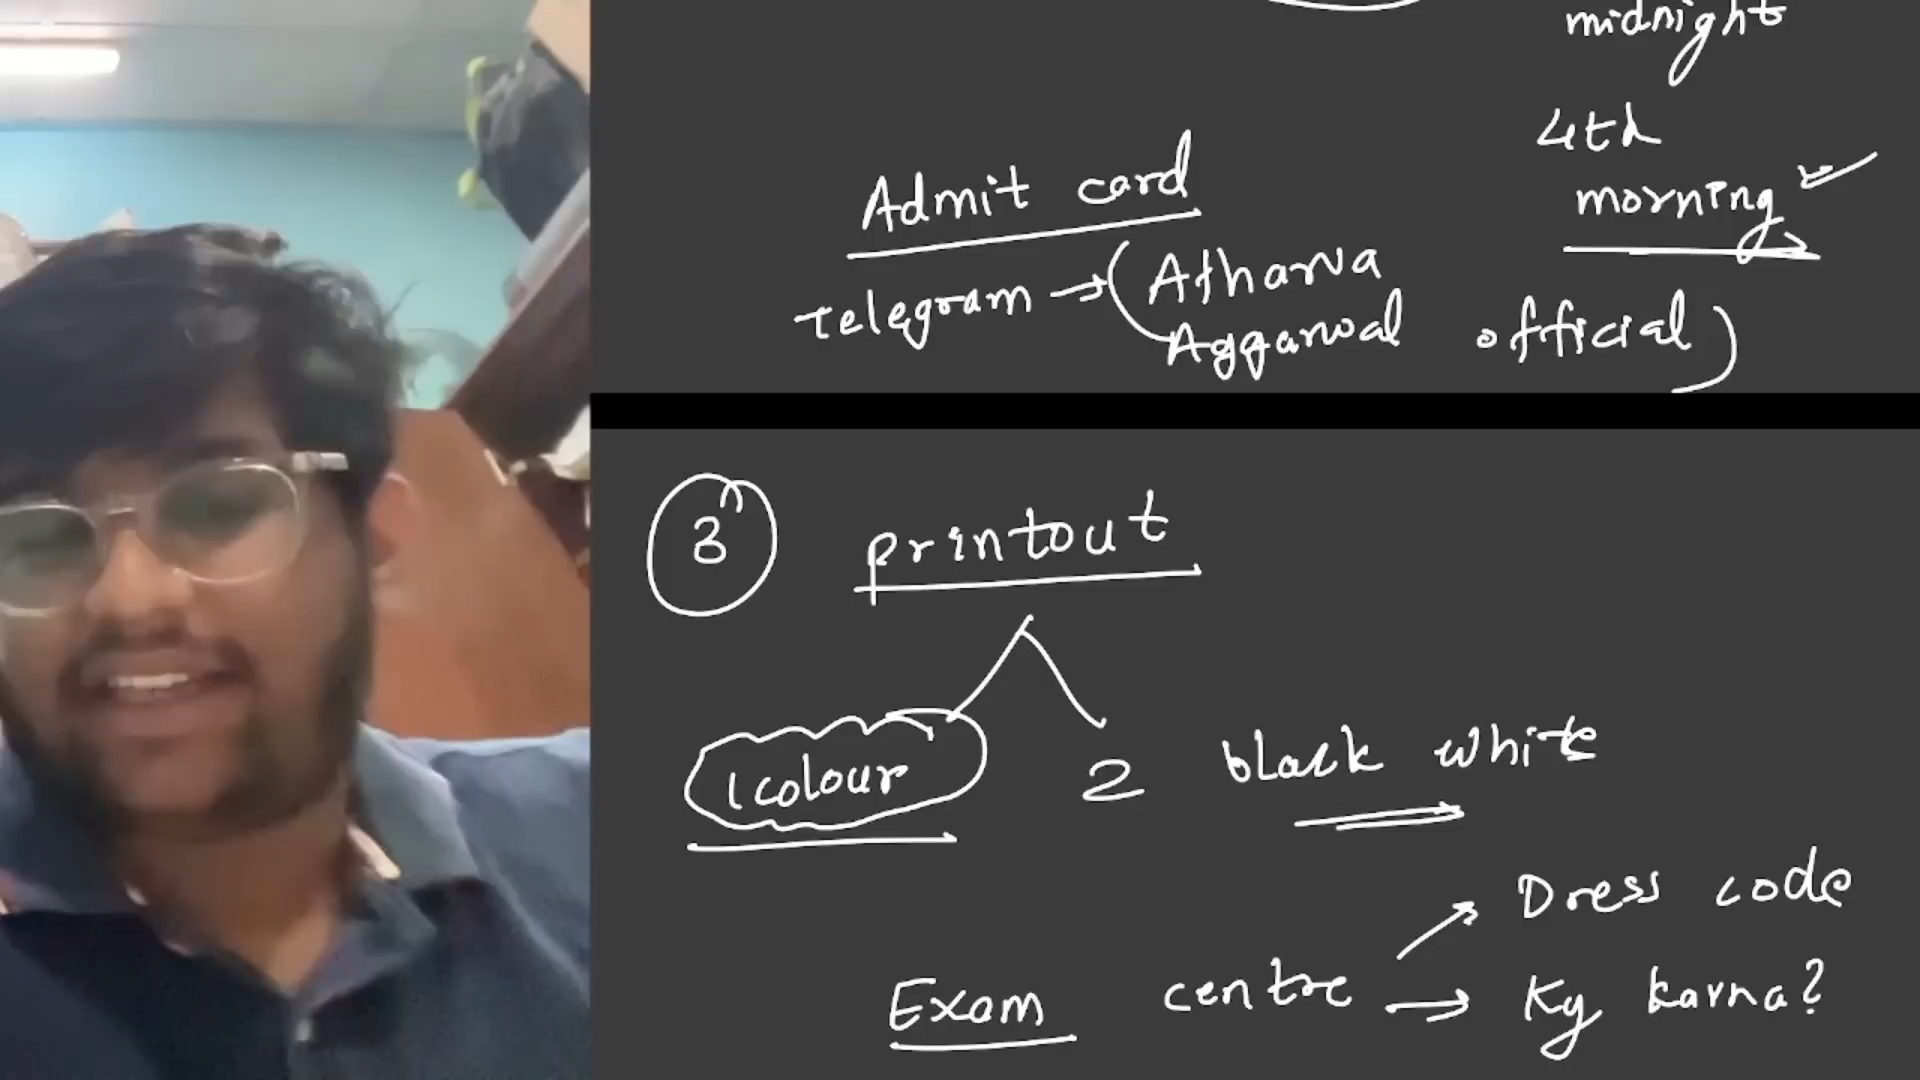 midnight
4th
morning
Admit card
Telegram → (Atharva
Aggarwal official)
3 printout
1 colour 2 black white
Dress code
Exam centre → Ky karna?